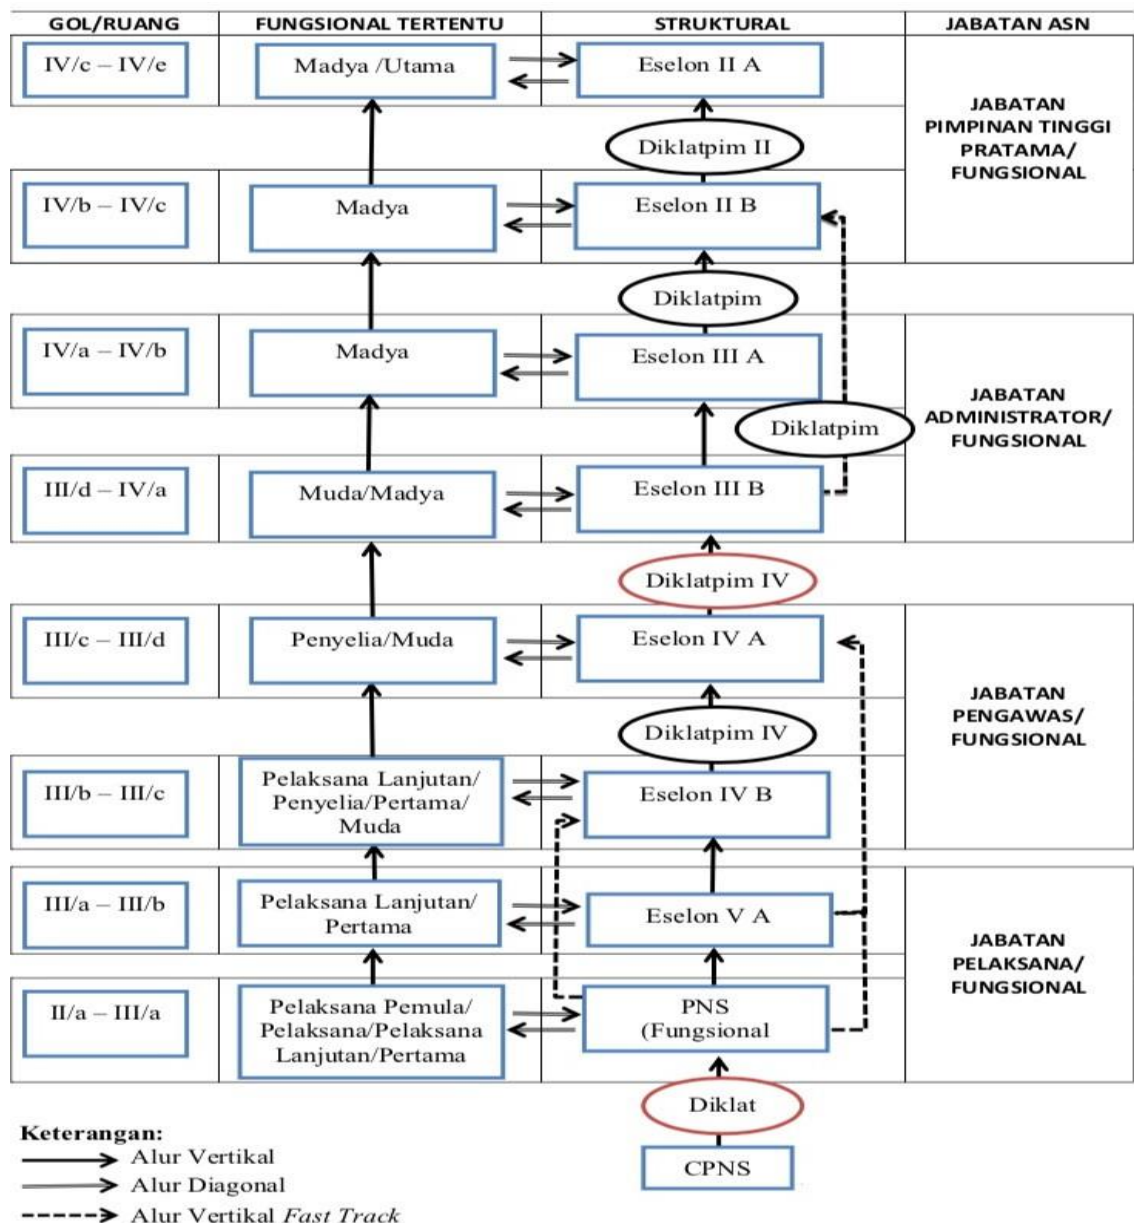 GOL/RUANG FUNGSIONAL TERTENTU STRUKTURAL JABATAN ASN
IV/c – IV/e
Madya /Utama
Eselon II A
JABATAN
PIMPINAN TINGGI
PRATAMA/
FUNGSIONAL
Diklatpim II
IV/b – IV/c
Madya
Eselon II B
Diklatpim
IV/a – IV/b
Madya
Eselon III A
JABATAN
ADMINISTRATOR/
FUNGSIONAL
Diklatpim
III/d – IV/a
Muda/Madya
Eselon III B
Diklatpim IV
III/c – III/d
Penyelia/Muda
Eselon IV A
JABATAN
PENGAWAS/
FUNGSIONAL
Diklatpim IV
III/b – III/c
Pelaksana Lanjutan/
Penyelia/Pertama/
Muda
Eselon IV B
III/a – III/b
Pelaksana Lanjutan/
Pertama
Eselon V A
JABATAN
PELAKSANA/
FUNGSIONAL
II/a – III/a
Pelaksana Pemula/
Pelaksana/Pelaksana
Lanjutan/Pertama
PNS
(Fungsional
Diklat
CPNS
Keterangan:
Alur Vertikal
Alur Diagonal
Alur Vertikal Fast Track